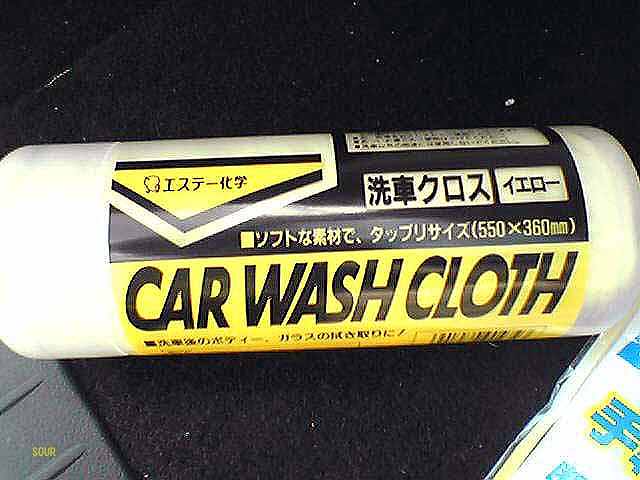 エステー化学
洗車クロス イエロー
■ソフトな素材で、タップリサイズ(550×360mm)
CAR WASH CLOTH
■洗車後のボディー、ガラスの拭き取りに!
手
SOUR